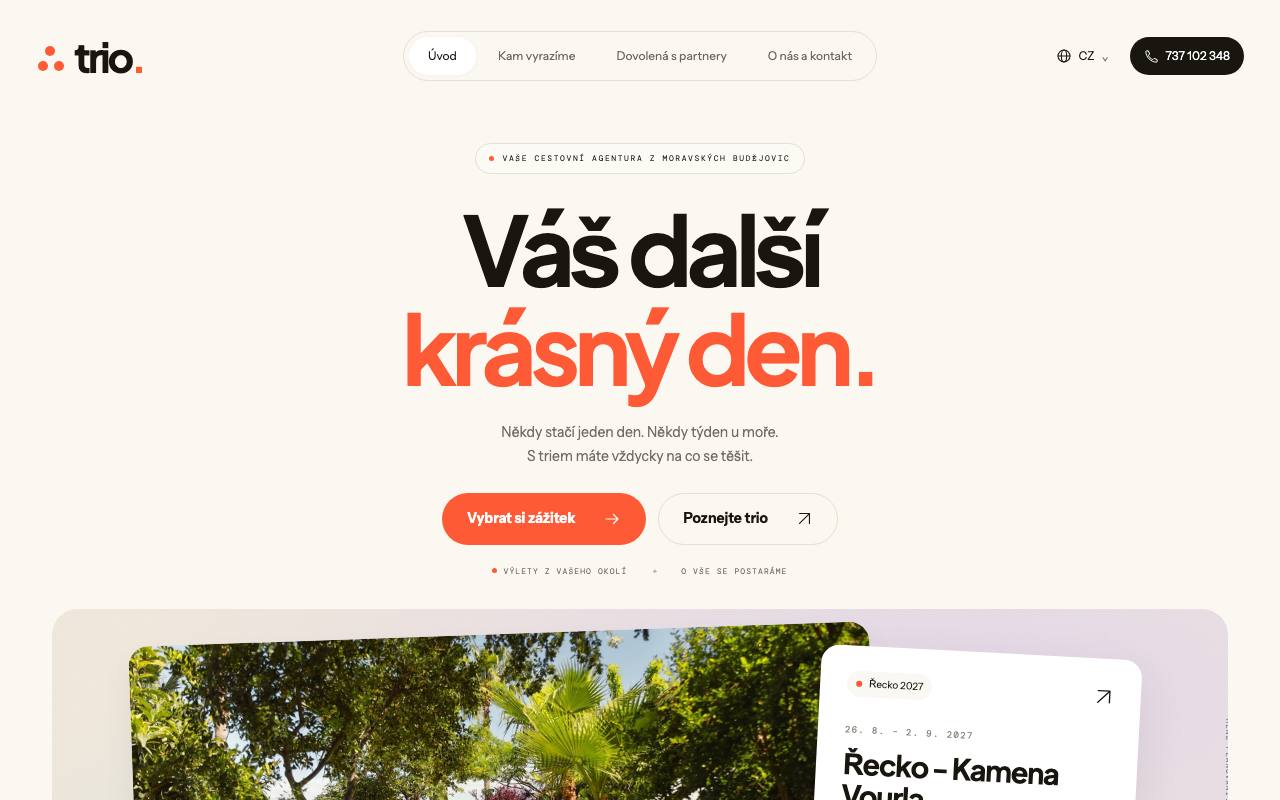 trio.
Úvod
Kam vyrazíme
Dovolená s partnery
O nás a kontakt
CZ
737 102 348
VAŠE CESTOVNÍ AGENTURA Z MORAVSKÝCH BUDĚJOVIC
Váš další
krásný den.
Někdy stačí jeden den. Někdy týden u moře.
S triem máte vždycky na co se těšit.
Vybrat si zážitek
Poznejte trio
VÝLETY Z VAŠEHO OKOLÍ + O VŠE SE POSTARÁME
Řecko 2027
26. 8. – 2. 9. 2027
Řecko – Kamena
Vourla